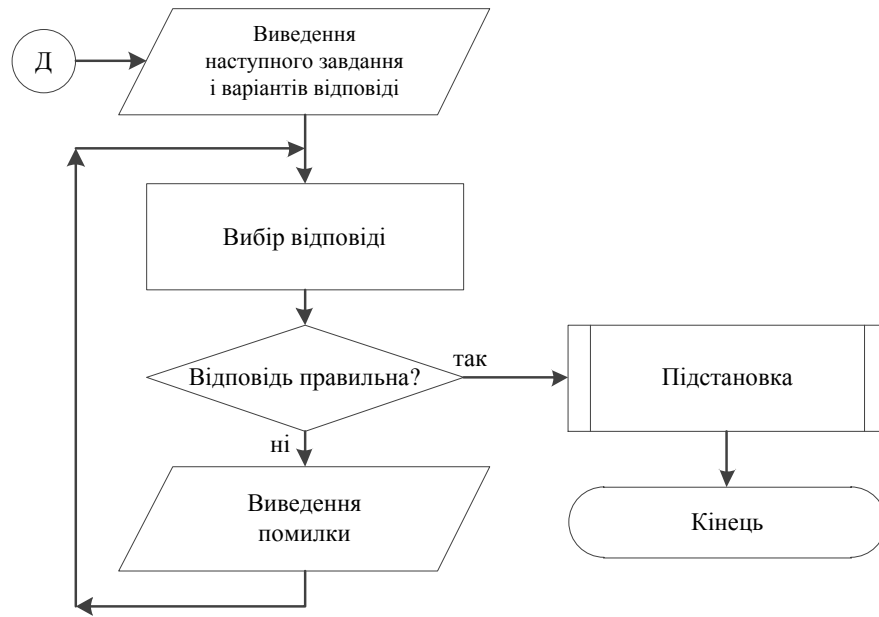 Д
Виведення
наступного завдання
і варіантів відповіді
Вибір відповіді
Відповідь правильна?
так
Підстановка
ні
Виведення
помилки
Кінець